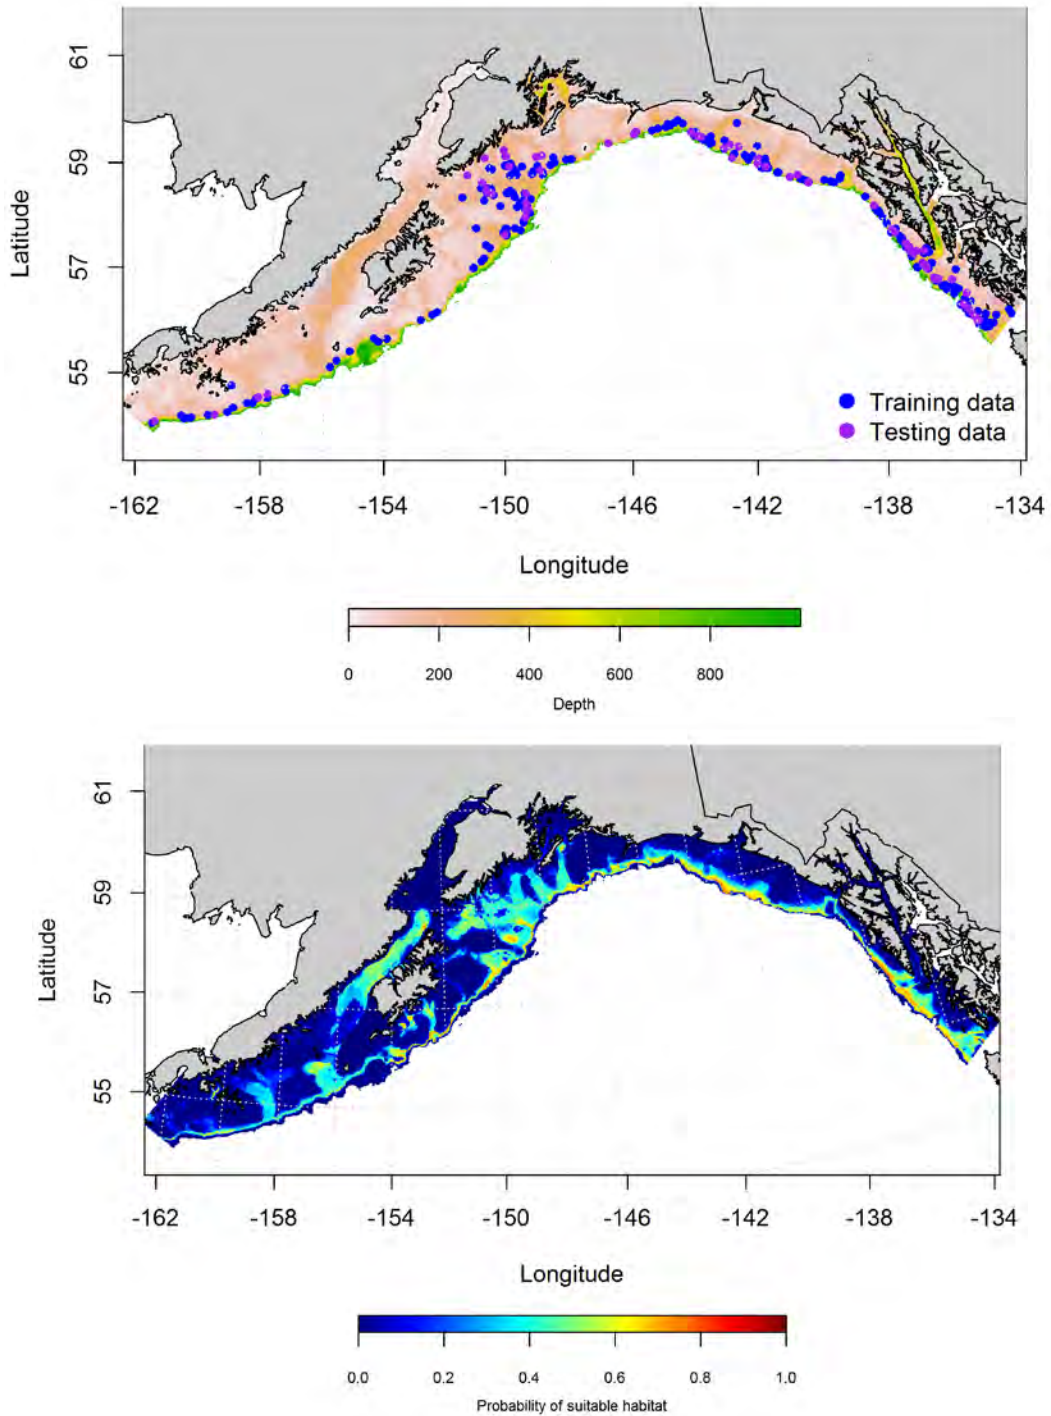 61
59
57
55
Latitude
Training data
Testing data
-162 -158 -154 -150 -146 -142 -138 -134
Longitude
0 200 400 600 800
Depth
61
59
57
55
Latitude
-162 -158 -154 -150 -146 -142 -138 -134
Longitude
0.0 0.2 0.4 0.6 0.8 1.0
Probability of suitable habitat